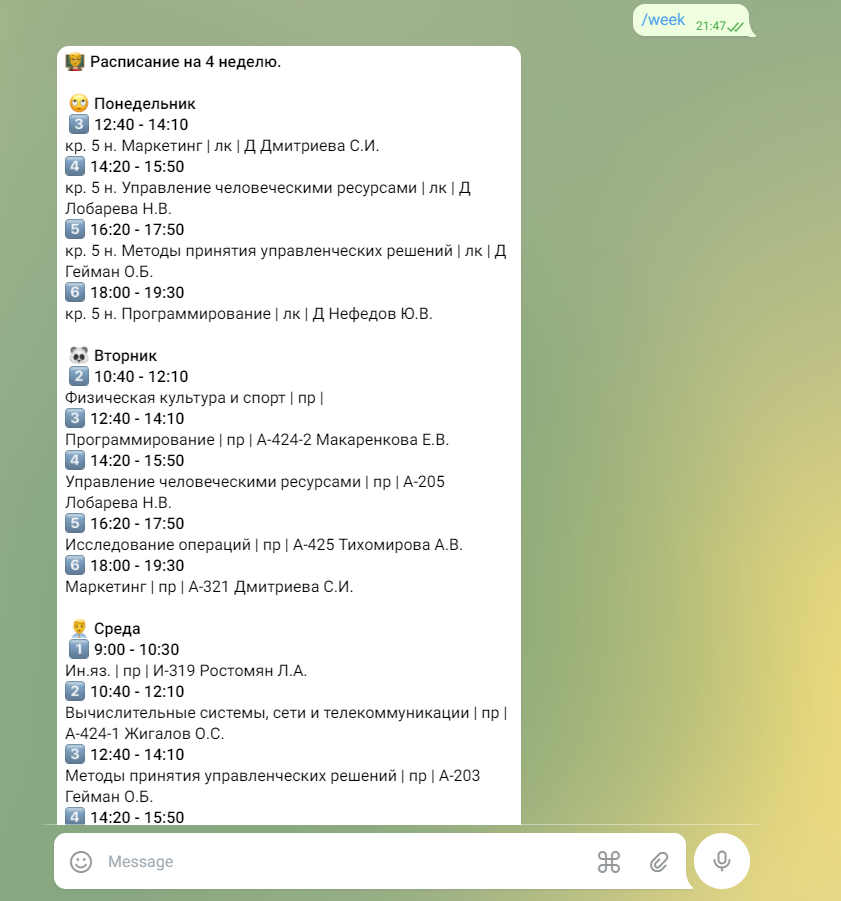 /week
21:47
Расписание на 4 неделю.
Понедельник
3 12:40 - 14:10
кр. 5 н. Маркетинг | лк | Д Дмитриева С.И.
4 14:20 - 15:50
кр. 5 н. Управление человеческими ресурсами | лк | Д
Лобарева Н.В.
5 16:20 - 17:50
кр. 5 н. Методы принятия управленческих решений | лк | Д
Гейман О.Б.
6 18:00 - 19:30
кр. 5 н. Программирование | лк | Д Нефедов Ю.В.
Вторник
2 10:40 - 12:10
Физическая культура и спорт | пр |
3 12:40 - 14:10
Программирование | пр | А-424-2 Макаренкова Е.В.
4 14:20 - 15:50
Управление человеческими ресурсами | пр | А-205
Лобарева Н.В.
5 16:20 - 17:50
Исследование операций | пр | А-425 Тихомирова А.В.
6 18:00 - 19:30
Маркетинг | пр | А-321 Дмитриева С.И.
Среда
1 9:00 - 10:30
Ин.яз. | пр | И-319 Ростомян Л.А.
2 10:40 - 12:10
Вычислительные системы, сети и телекоммуникации | пр |
А-424-1 Жигалов О.С.
3 12:40 - 14:10
Методы принятия управленческих решений | пр | А-203
Гейман О.Б.
4 14:20 - 15:50
Message